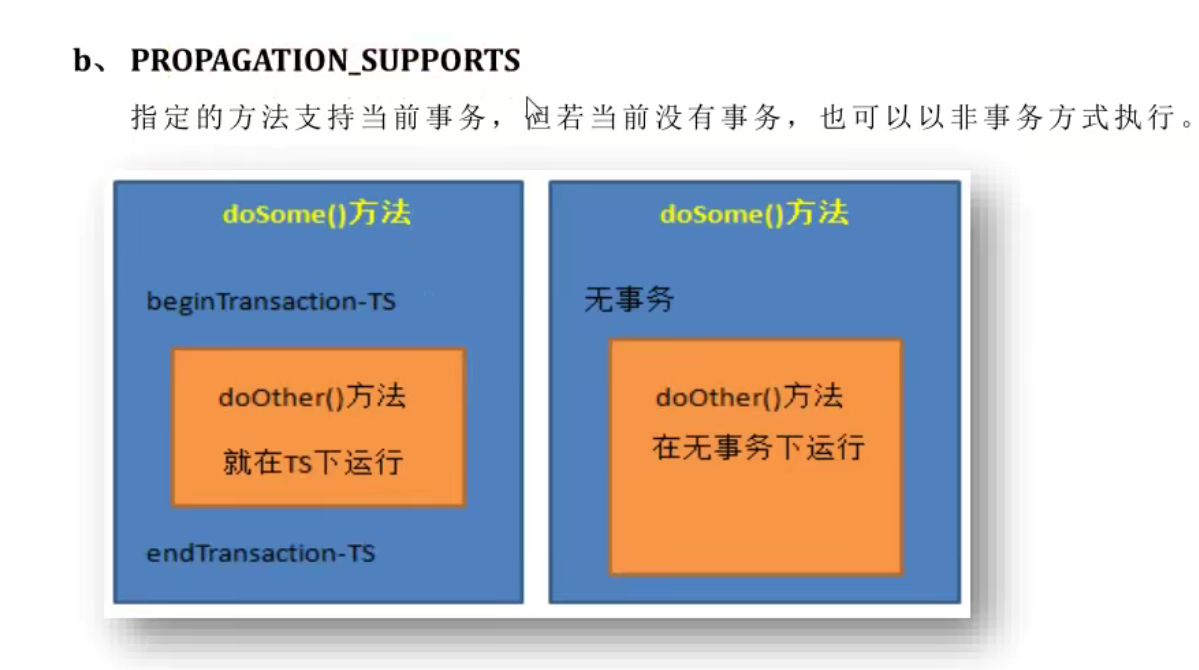 b、 PROPAGATION_SUPPORTS
指定的方法支持当前事务，但若当前没有事务，也可以以非事务方式执行。
doSome()方法
beginTransaction-TS
doOther()方法
就在TS下运行
endTransaction-TS
doSome()方法
无事务
doOther()方法
在无事务下运行